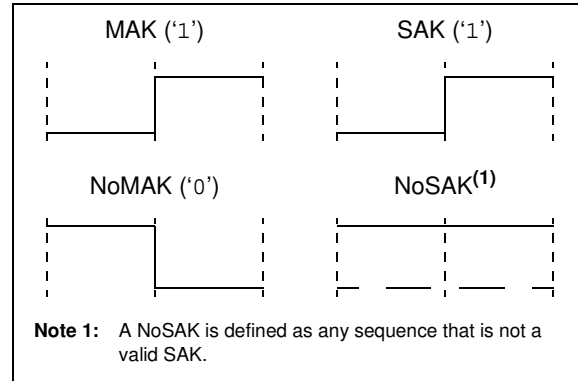 MAK (‘1’) SAK (‘1’)
NoMAK (‘0’) NoSAK(1)
Note 1: A NoSAK is defined as any sequence that is not a
valid SAK.